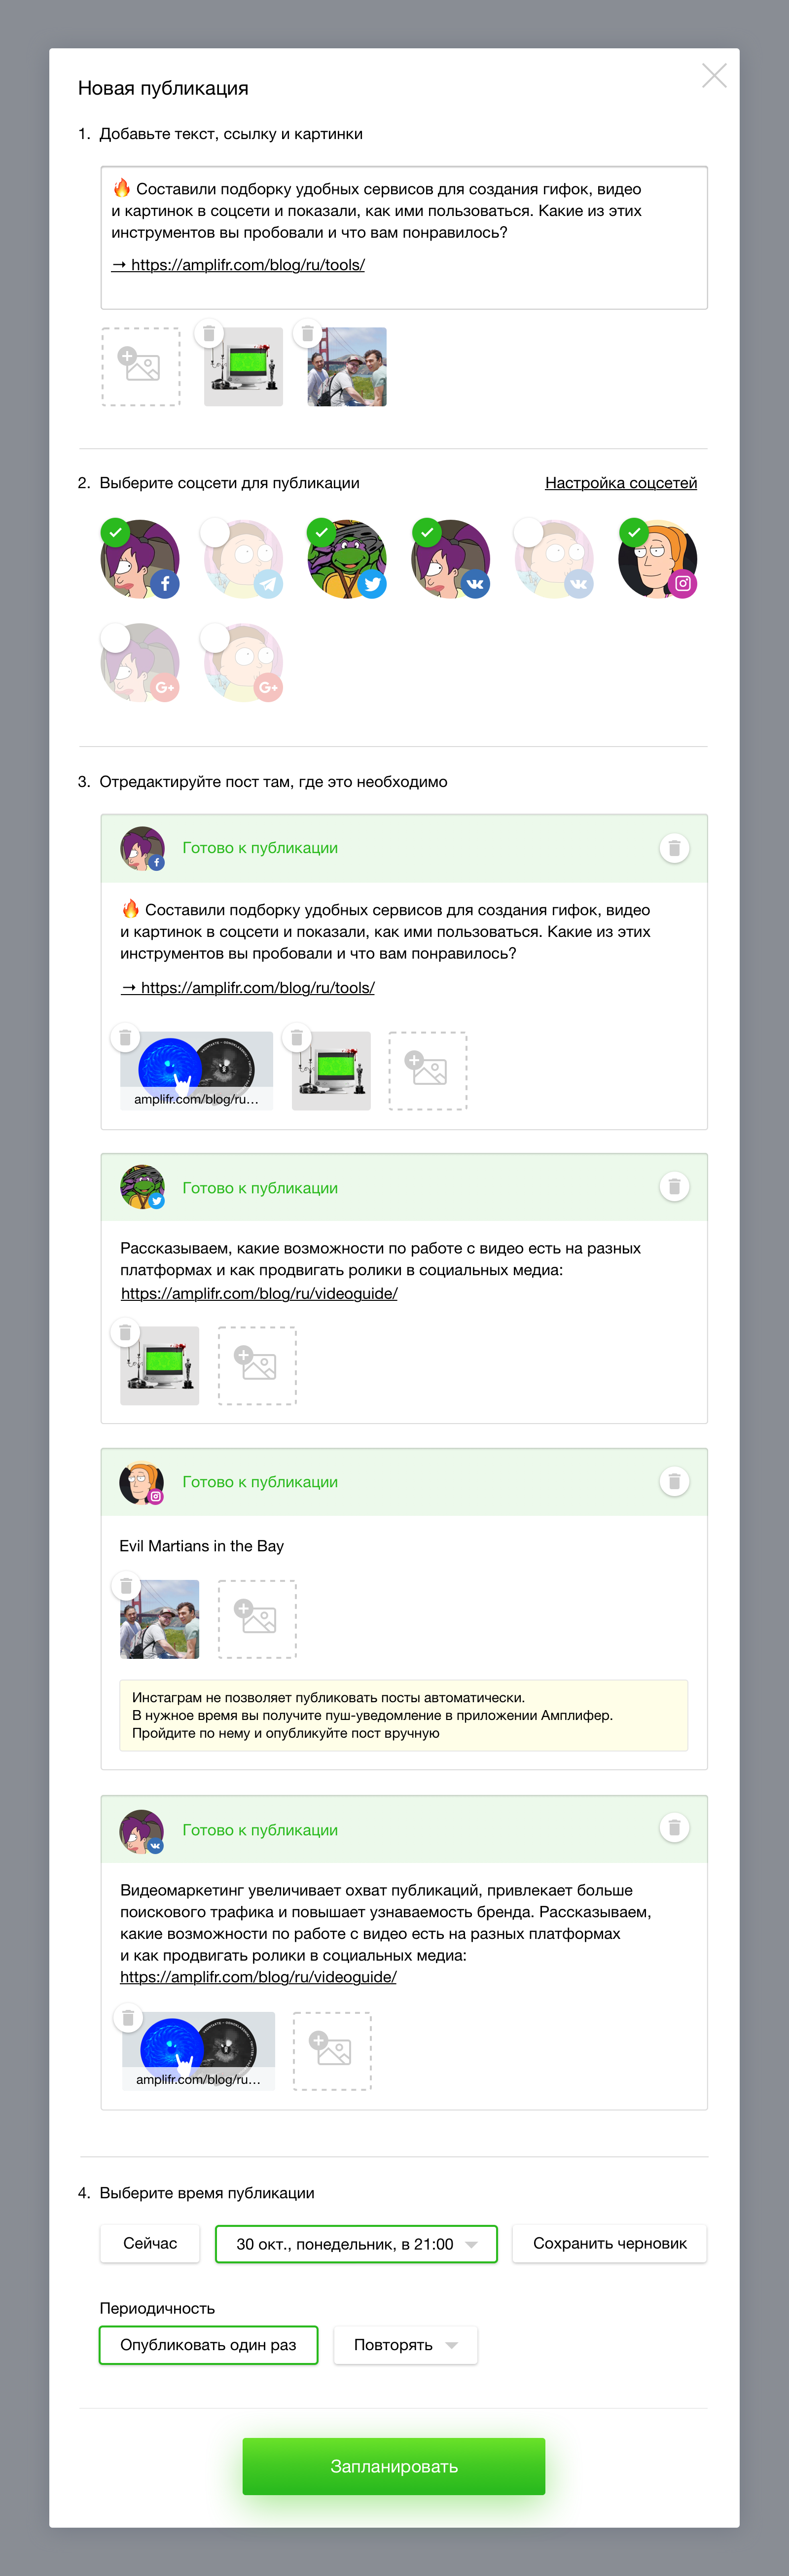 Новая публикация
1. Добавьте текст, ссылку и картинки
🔥 Составили подборку удобных сервисов для создания гифок, видео
и картинок в соцсети и показали, как ими пользоваться. Какие из этих
инструментов вы пробовали и что вам понравилось?
→ https://amplifr.com/blog/ru/tools/
2. Выберите соцсети для публикации
Настройка соцсетей
3. Отредактируйте пост там, где это необходимо
Готово к публикации
🔥 Составили подборку удобных сервисов для создания гифок, видео
и картинок в соцсети и показали, как ими пользоваться. Какие из этих
инструментов вы пробовали и что вам понравилось?
→ https://amplifr.com/blog/ru/tools/
amplifr.com/blog/ru...
Готово к публикации
Рассказываем, какие возможности по работе с видео есть на разных
платформах и как продвигать ролики в социальных медиа:
https://amplifr.com/blog/ru/videoguide/
Готово к публикации
Evil Martians in the Bay
Инстаграм не позволяет публиковать посты автоматически.
В нужное время вы получите пуш-уведомление в приложении Амплифер.
Пройдите по нему и опубликуйте пост вручную
Готово к публикации
Видеомаркетинг увеличивает охват публикаций, привлекает больше
поискового трафика и повышает узнаваемость бренда. Рассказываем,
какие возможности по работе с видео есть на разных платформах
и как продвигать ролики в социальных медиа:
https://amplifr.com/blog/ru/videoguide/
amplifr.com/blog/ru...
4. Выберите время публикации
Сейчас
30 окт., понедельник, в 21:00
Сохранить черновик
Периодичность
Опубликовать один раз
Повторять
Запланировать